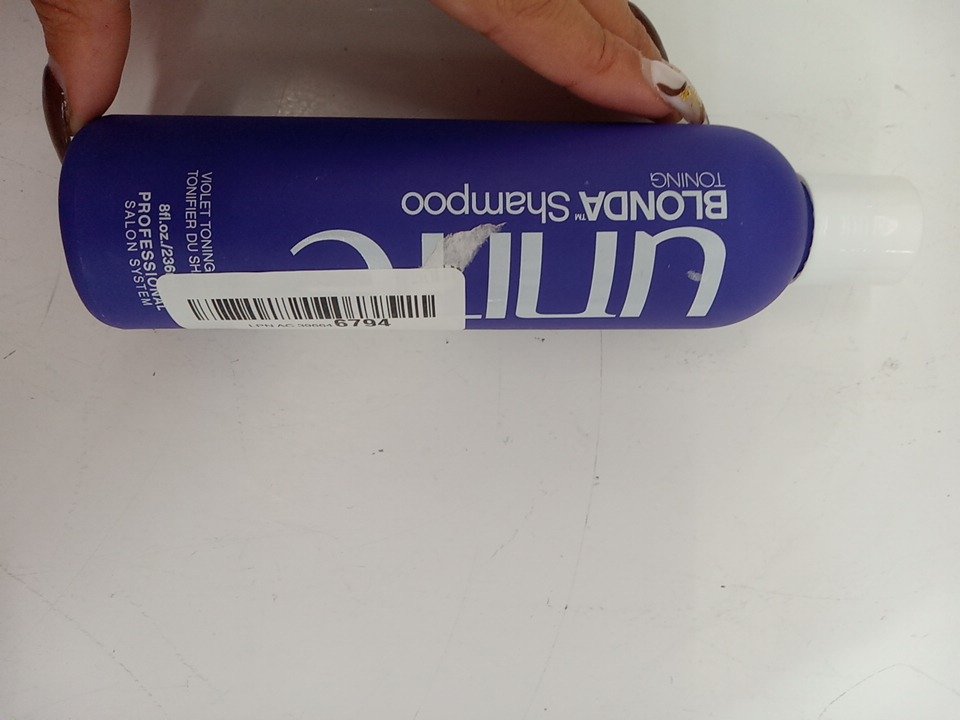 UNITE
BLONDA™ Shampoo
TONING
VIOLET TONING
TONIFIER DU SH
8fl.oz./236
PROFESSIONAL
SALON SYSTEM
6794